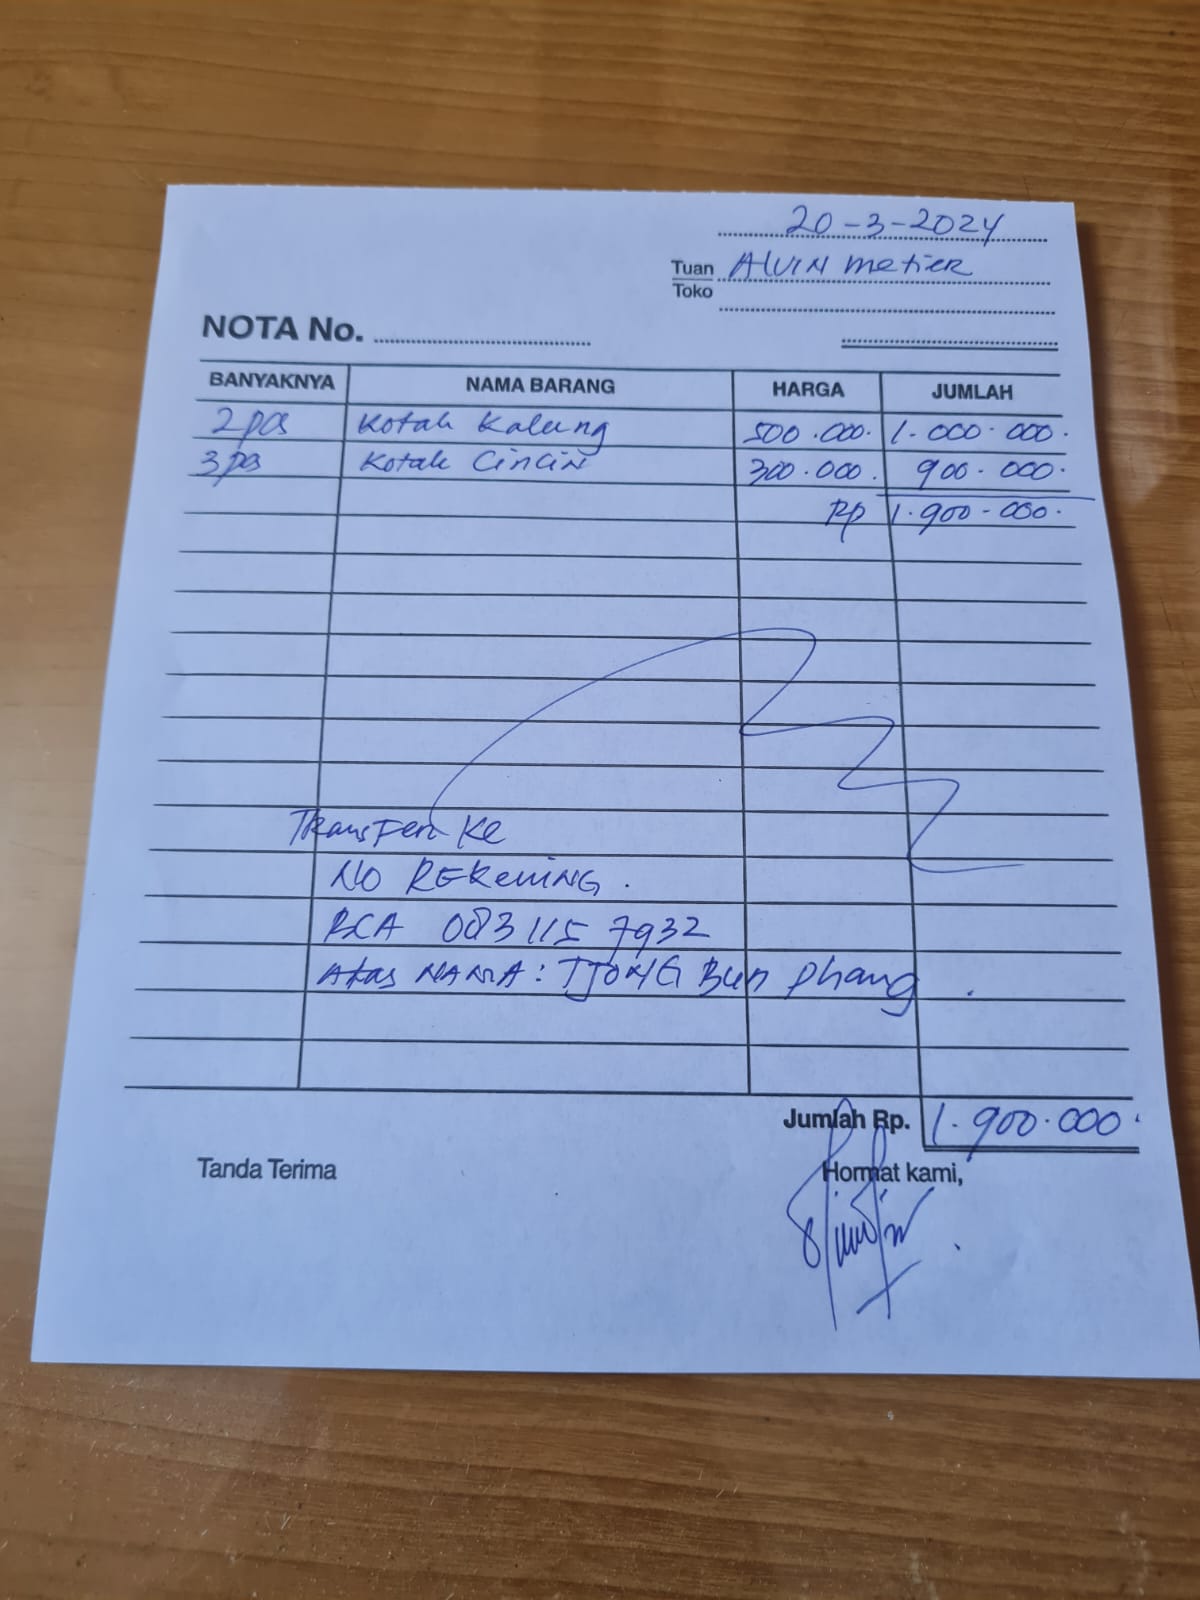 20-3-2024
Tuan Alvin Metier
Toko
NOTA No.
BANYAKNYA NAMA BARANG HARGA JUMLAH
2 pcs Kotak Kalung 500.000. 1.000.000.
3 pcs Kotak Cincin 300.000. 900.000.
Rp 1.900.000.
Transfer Ke
NO REKENING.
BCA 083 115 7932
Atas NAMA: TJONG Bun Phang.
Jumlah Rp. 1.900.000.
Tanda Terima Hormat kami,